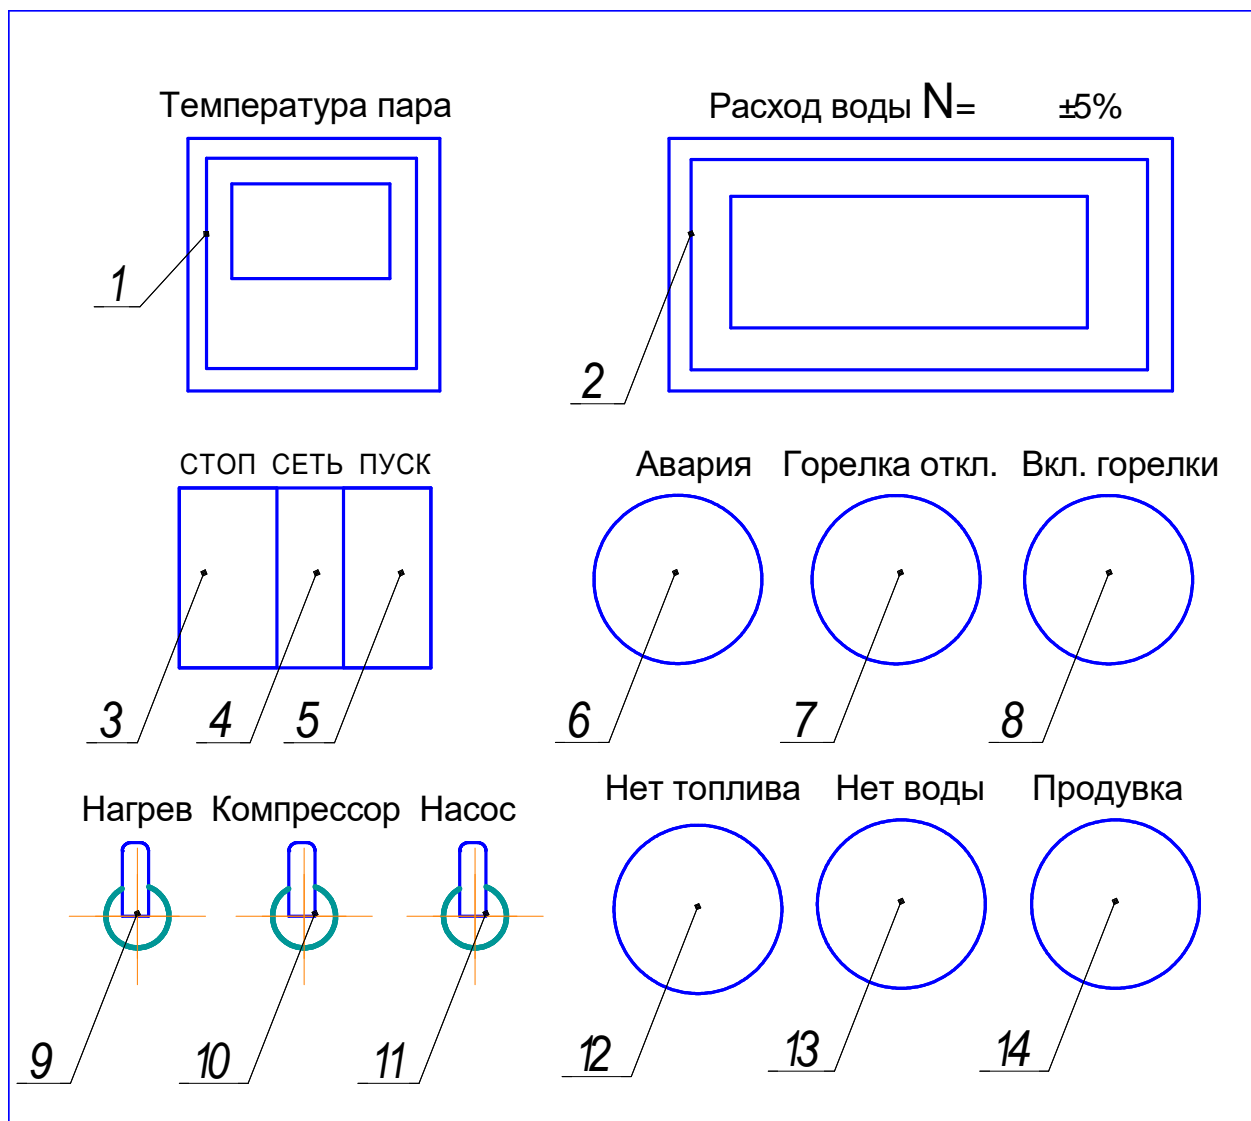 Температура пара
Расход воды N= ±5%
1
2
СТОП СЕТЬ ПУСК
Авария Горелка откл. Вкл. горелки
3 4 5
6 7 8
Нагрев Компрессор Насос
Нет топлива Нет воды Продувка
9 10 11
12 13 14